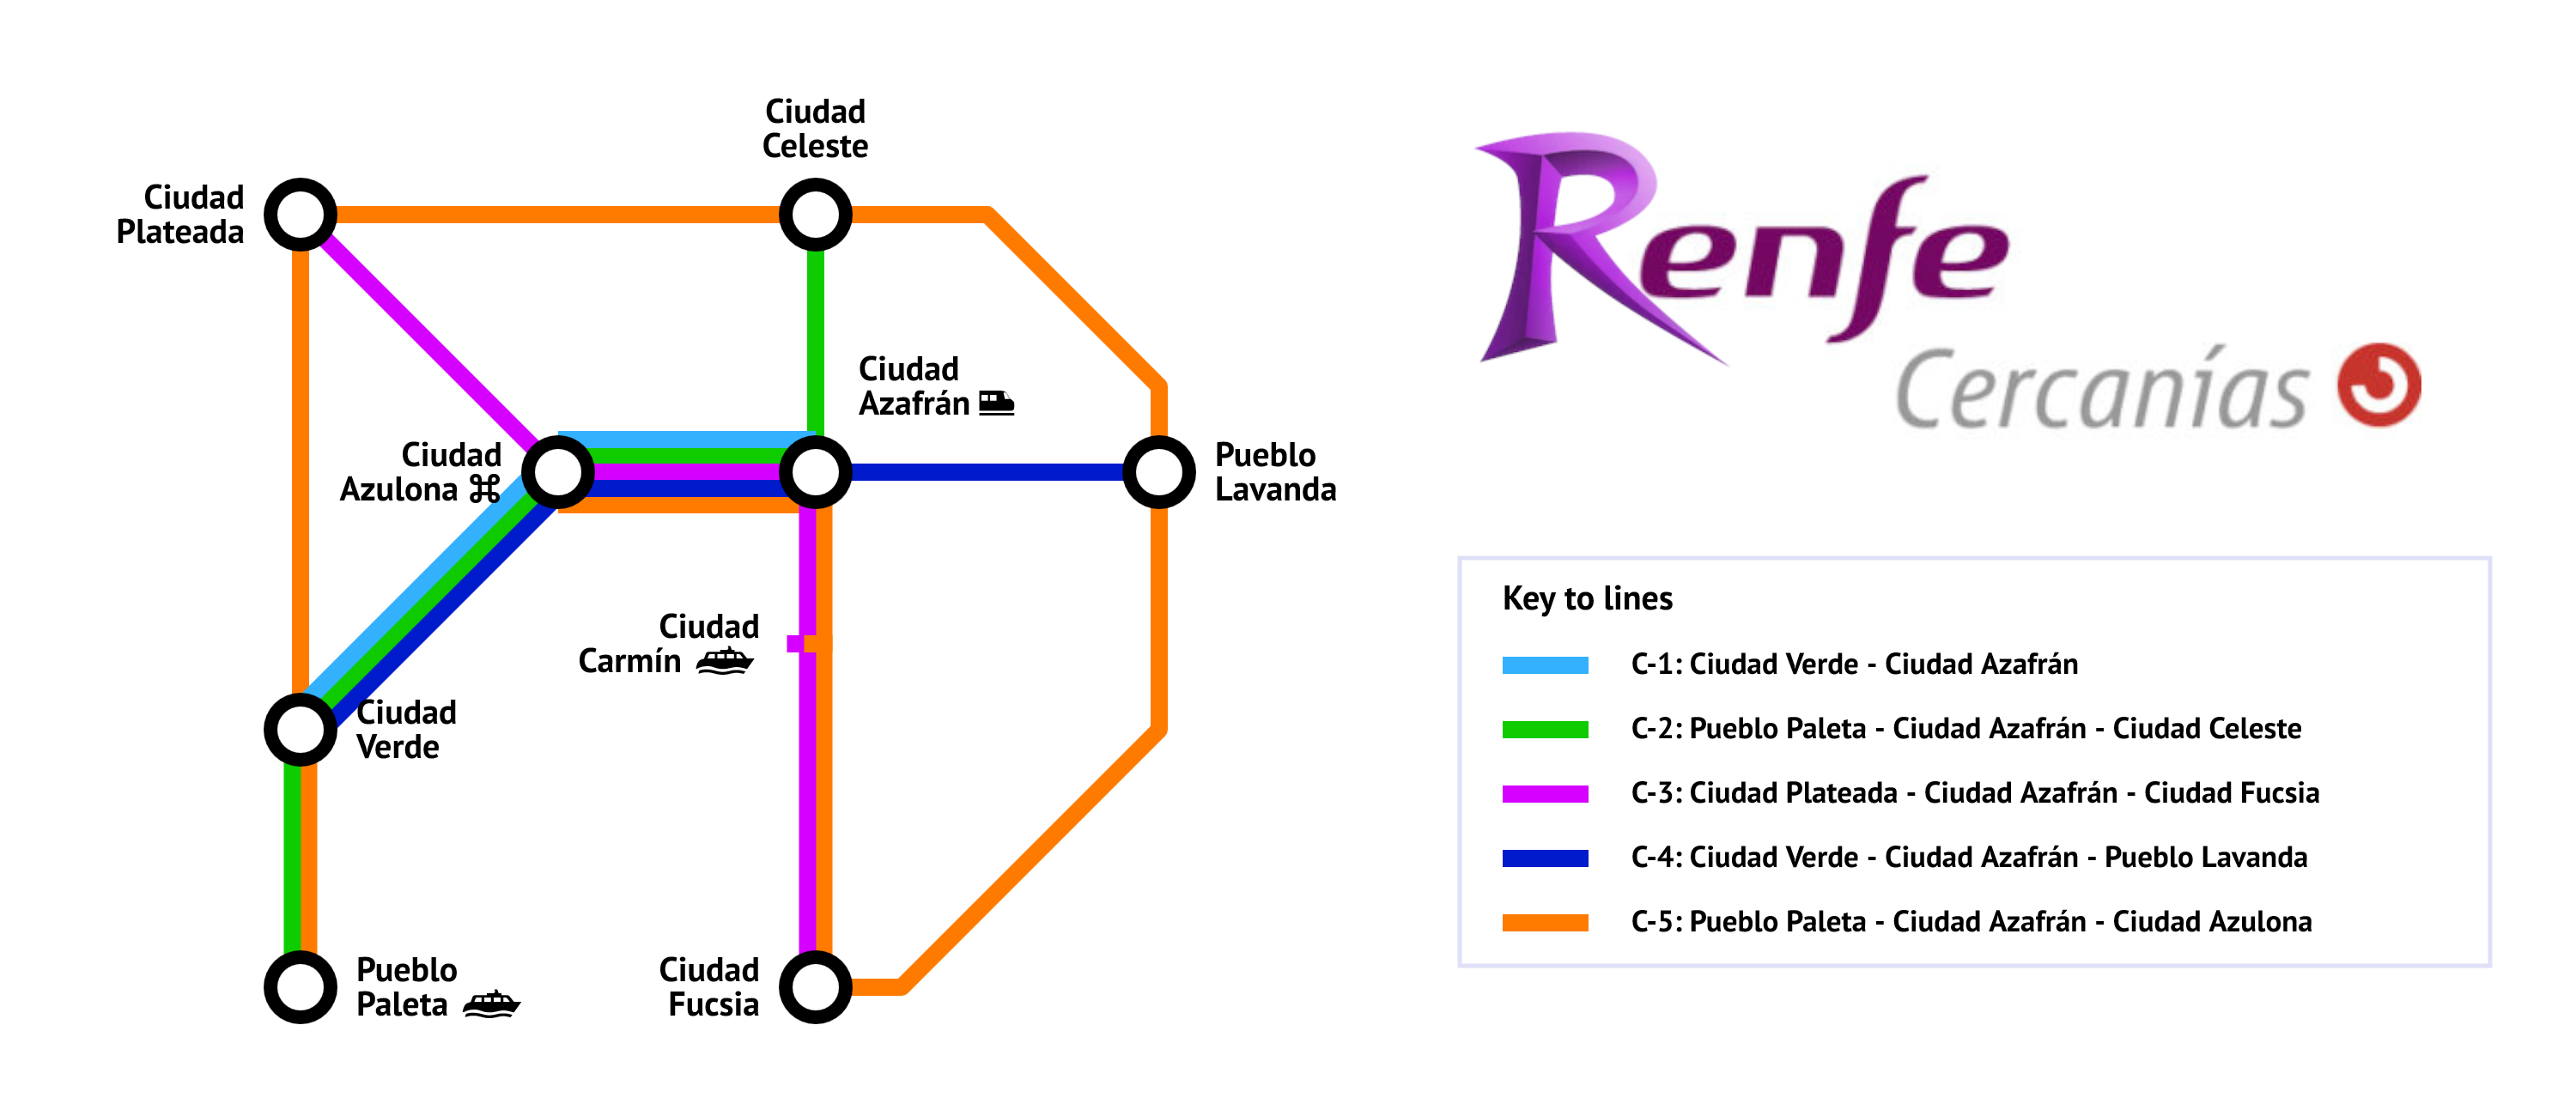 Ciudad
Celeste
Ciudad
Plateada
Ciudad
Azafrán
Ciudad
Azulona
Pueblo
Lavanda
Ciudad
Carmín
Ciudad
Verde
Pueblo
Paleta
Ciudad
Fucsia
Renfe
Cercanías
Key to lines
C-1: Ciudad Verde - Ciudad Azafrán
C-2: Pueblo Paleta - Ciudad Azafrán - Ciudad Celeste
C-3: Ciudad Plateada - Ciudad Azafrán - Ciudad Fucsia
C-4: Ciudad Verde - Ciudad Azafrán - Pueblo Lavanda
C-5: Pueblo Paleta - Ciudad Azafrán - Ciudad Azulona